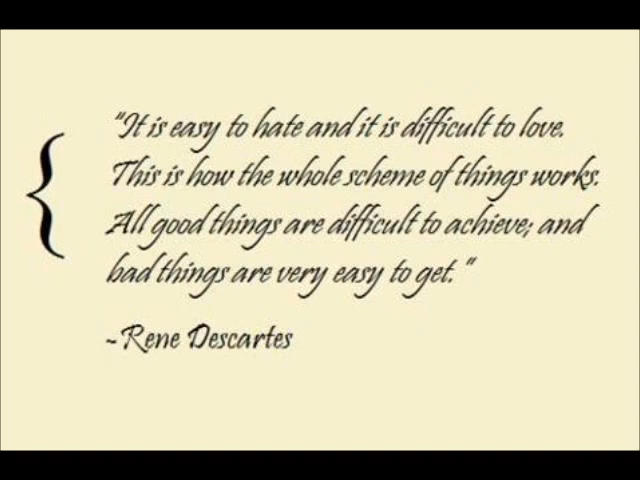 "It is easy to hate and it is difficult to love.
This is how the whole scheme of things works.
All good things are difficult to achieve; and
bad things are very easy to get."
~Rene Descartes